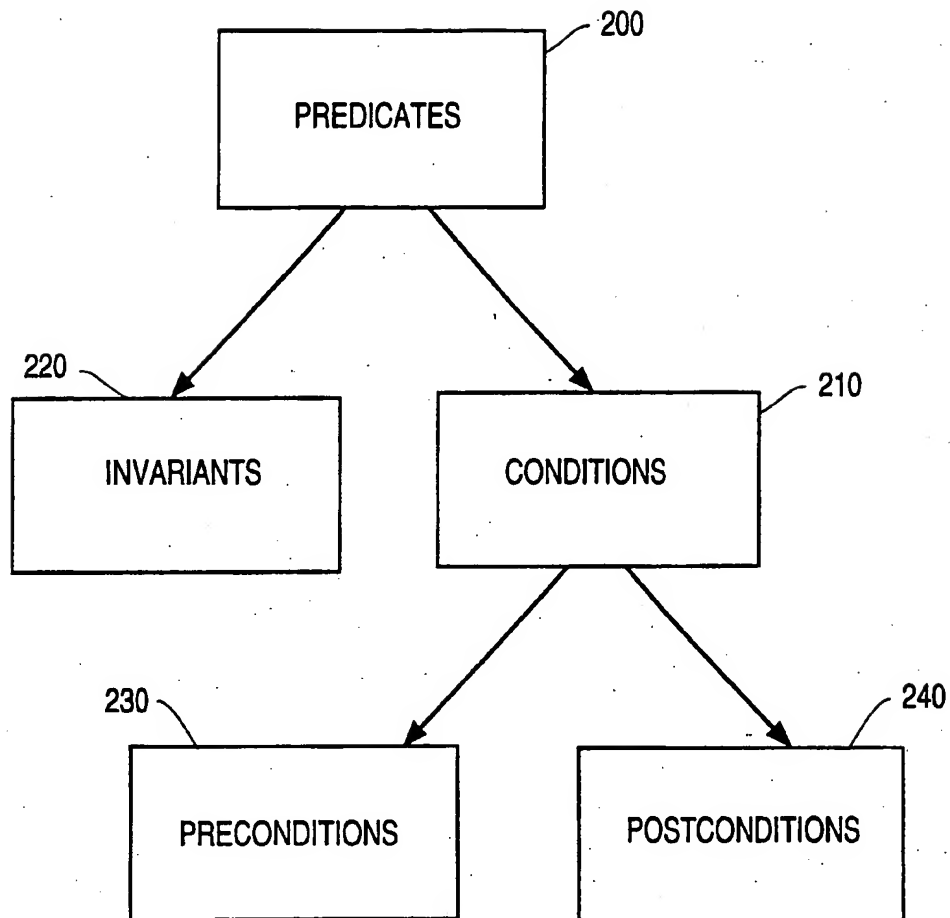 200
PREDICATES
220
210
INVARIANTS
CONDITIONS
230
240
PRECONDITIONS
POSTCONDITIONS